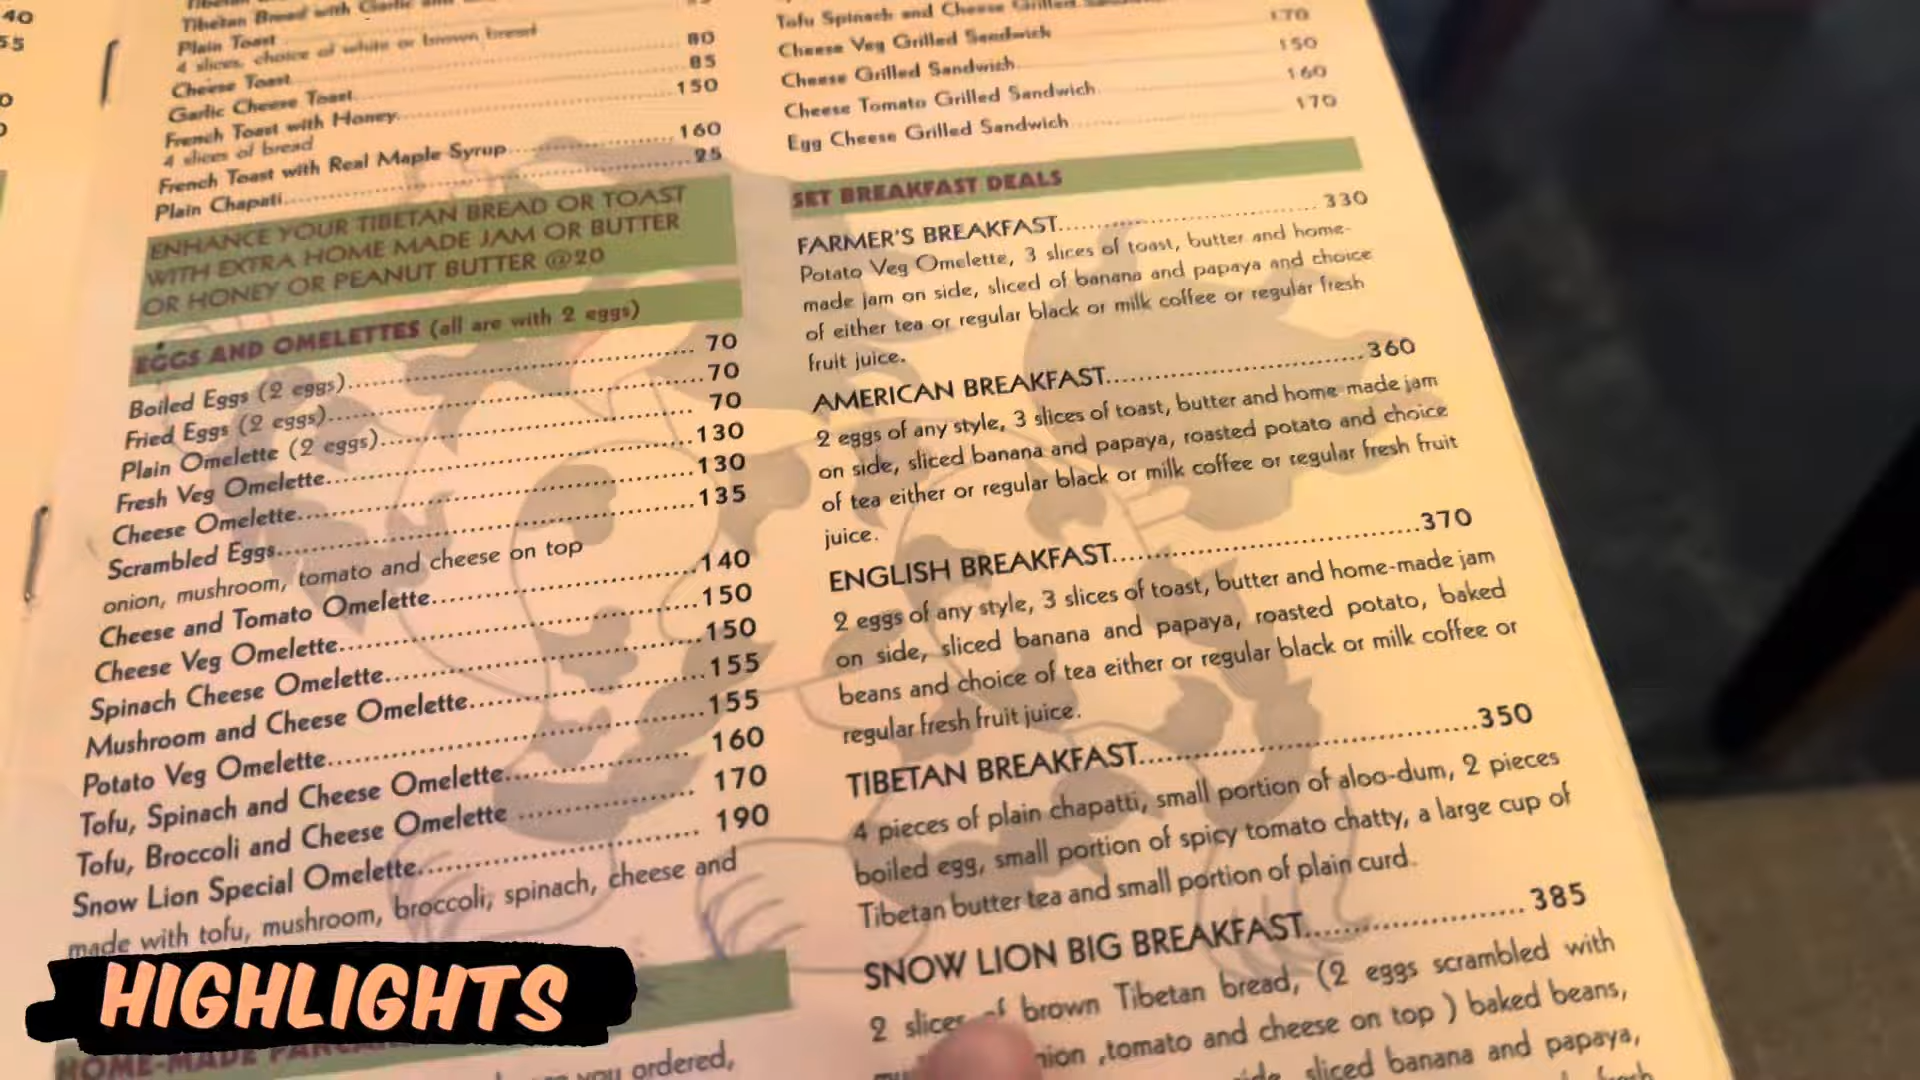 40
55
Tibetan Bread with Garlic and
Plain Toast
4 slices, choice of white or brown bread
Cheese Toast 80
Garlic Cheese Toast 85
French Toast with Honey 150
4 slices of bread
French Toast with Real Maple Syrup 160
Plain Chapati 25
ENHANCE YOUR TIBETAN BREAD OR TOAST
WITH EXTRA HOME MADE JAM OR BUTTER
OR HONEY OR PEANUT BUTTER @20
EGGS AND OMELETTES (all are with 2 eggs)
Boiled Eggs (2 eggs) 70
Fried Eggs (2 eggs) 70
Plain Omelette (2 eggs) 70
Fresh Veg Omelette 130
Cheese Omelette 130
Scrambled Eggs 135
onion, mushroom, tomato and cheese on top
Cheese and Tomato Omelette 140
Cheese Veg Omelette 150
Spinach Cheese Omelette 150
Mushroom and Cheese Omelette 155
Potato Veg Omelette 155
Tofu, Spinach and Cheese Omelette 160
Tofu, Broccoli and Cheese Omelette 170
Snow Lion Special Omelette 190
made with tofu, mushroom, broccoli, spinach, cheese and
HOME-MADE
you ordered,
Tofu Spinach and Cheese Grilled
Cheese Veg Grilled Sandwich 170
Cheese Grilled Sandwich 150
Cheese Tomato Grilled Sandwich 160
Egg Cheese Grilled Sandwich 170
SET BREAKFAST DEALS
FARMER'S BREAKFAST 330
Potato Veg Omelette, 3 slices of toast, butter and home-
made jam on side, sliced of banana and papaya and choice
of either tea or regular black or milk coffee or regular fresh
fruit juice.
AMERICAN BREAKFAST 360
2 eggs of any style, 3 slices of toast, butter and home-made jam
on side, sliced banana and papaya, roasted potato and choice
of tea either or regular black or milk coffee or regular fresh fruit
juice.
ENGLISH BREAKFAST 370
2 eggs of any style, 3 slices of toast, butter and home-made jam
on side, sliced banana and papaya, roasted potato, baked
beans and choice of tea either or regular black or milk coffee or
regular fresh fruit juice.
TIBETAN BREAKFAST 350
4 pieces of plain chapatti, small portion of aloo-dum, 2 pieces
boiled egg, small portion of spicy tomato chatty, a large cup of
Tibetan butter tea and small portion of plain curd.
SNOW LION BIG BREAKFAST 385
2 slices of brown Tibetan bread, (2 eggs scrambled with
,tomato and cheese on top ) baked beans,
sliced banana and papaya,
HIGHLIGHTS